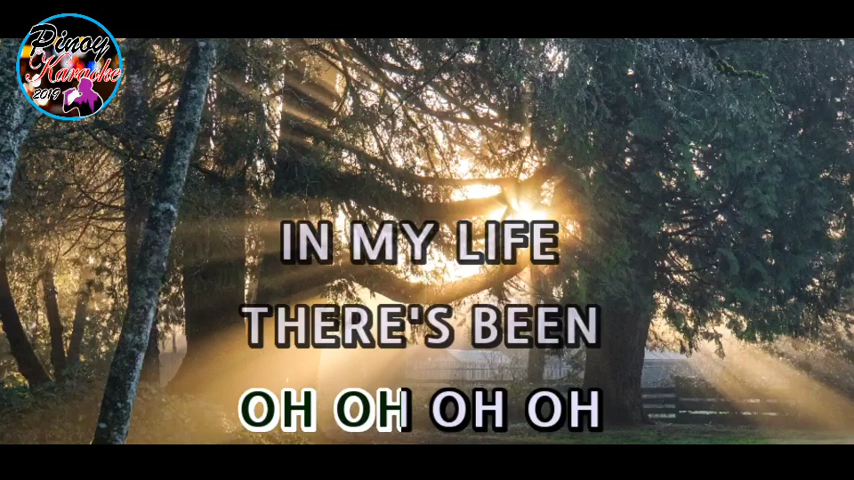 Pinoy
Karaoke
2019
IN MY LIFE
THERE'S BEEN
OH OH OH OH